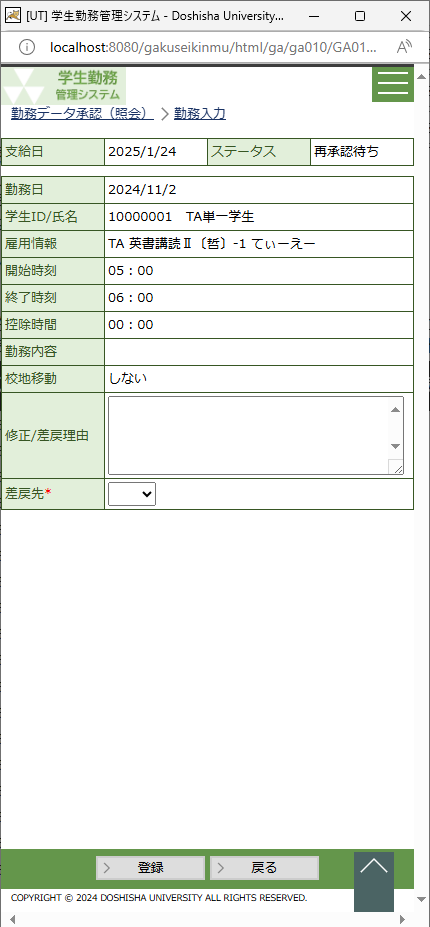 [UT] 学生勤務管理システム - Doshisha University...
localhost:8080/gakuseikinmu/html/ga/ga010/GA01...
学生勤務
管理システム
勤務データ承認（照会） 勤務入力
支給日 2025/1/24 ステータス 再承認待ち
勤務日 2024/11/2
学生ID/氏名 10000001 TA単一学生
雇用情報 TA 英書講読Ⅱ〔哲〕-1 てぃーえー
開始時刻 05：00
終了時刻 06：00
控除時間 00：00
勤務内容
校地移動 しない
修正/差戻理由
差戻先*
登録 戻る
COPYRIGHT © 2024 DOSHISHA UNIVERSITY ALL RIGHTS RESERVED.